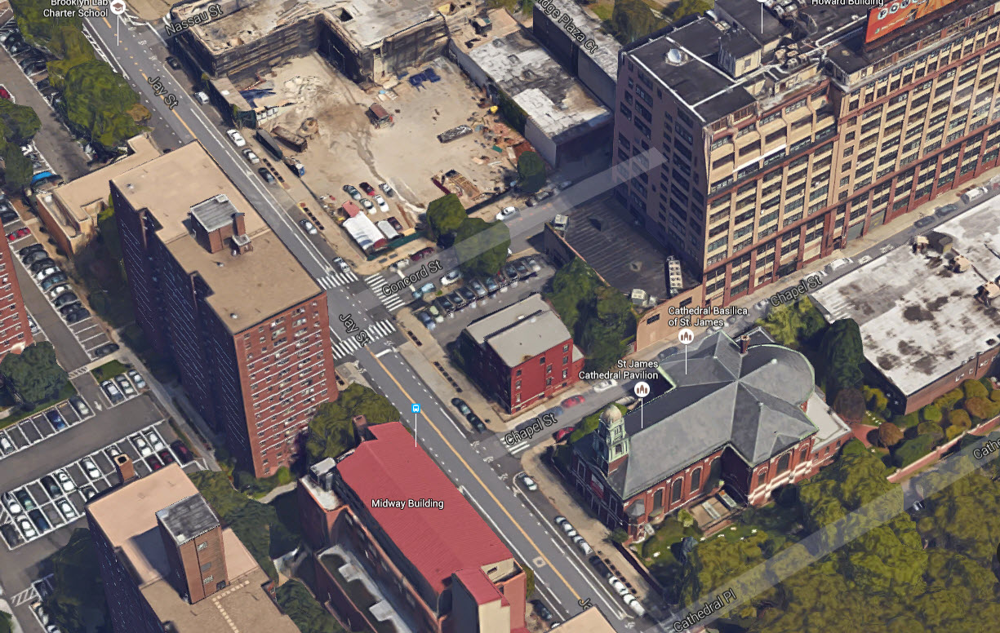 Brooklyn Lab
Charter School
Nassau St
Howard Building
Jay St
Concord St
Jay St
Chapel St
Cathedral Basilica
of St. James
St James
Cathedral Pavilion
Chapel St
Midway Building
Cathedral Pl